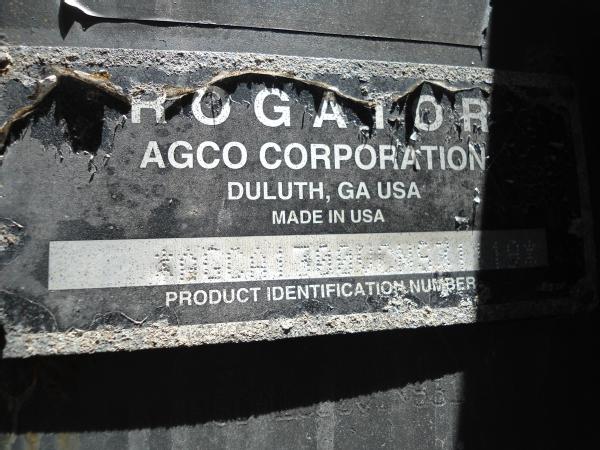 ROGATOR
AGCO CORPORATION
DULUTH, GA USA
MADE IN USA
PRODUCT IDENTIFICATION NUMBER